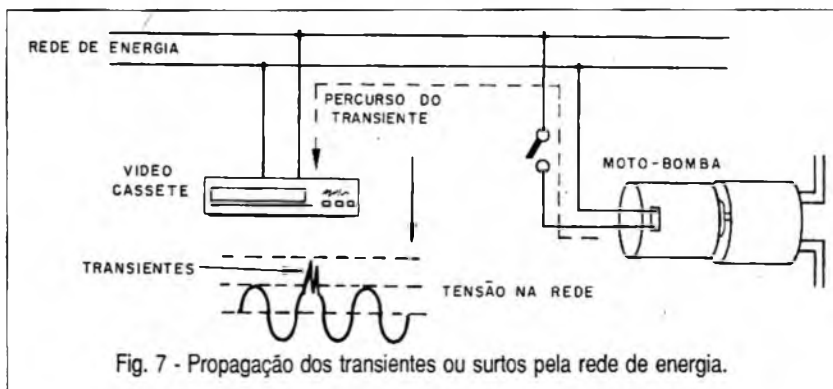 REDE DE ENERGIA
PERCURSO DO
TRANSIENTE
VIDEO
CASSETE
MOTO-BOMBA
TRANSIENTES
TENSÃO NA REDE
Fig. 7 - Propagação dos transientes ou surtos pela rede de energia.